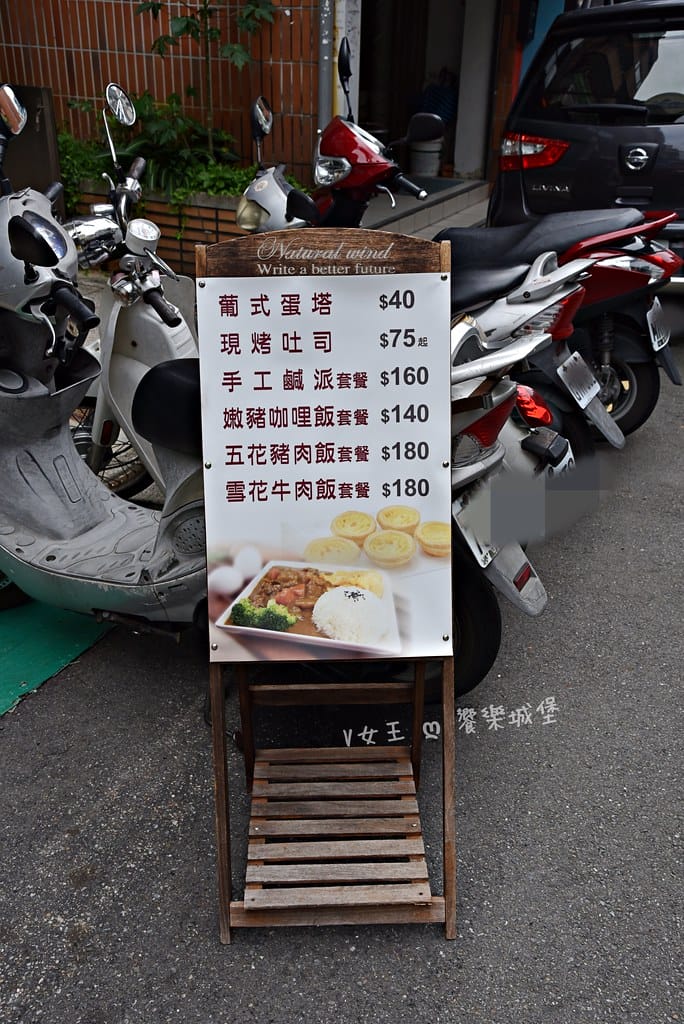 Natural wind
Write a better future
葡式蛋塔 $40
現烤吐司 $75起
手工鹹派套餐 $160
嫩豬咖哩飯套餐 $140
五花豬肉飯套餐 $180
雪花牛肉飯套餐 $180
LIVINA
V女王 ღ 饗樂城堡